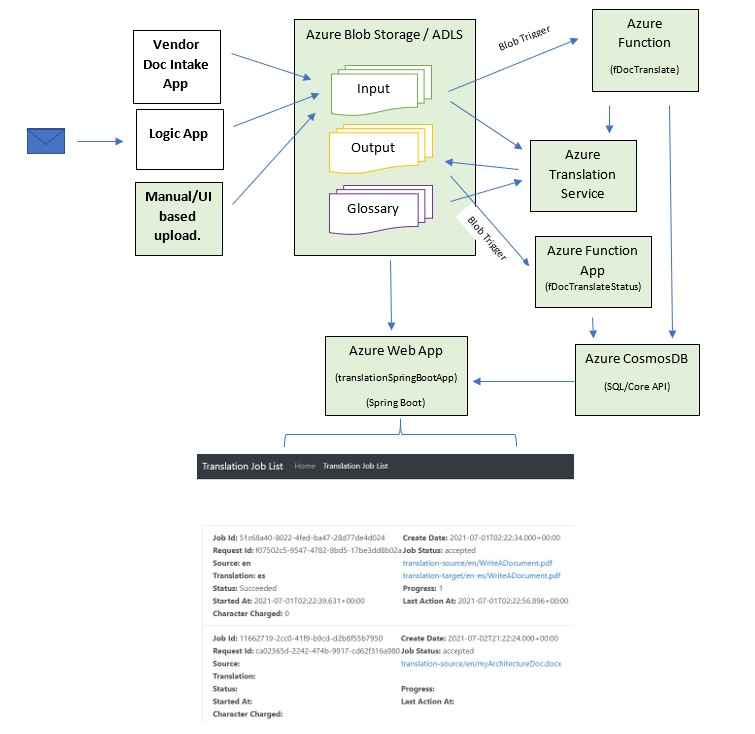 Vendor
Doc Intake
App
Logic App
Manual/UI
based
upload.
Azure Blob Storage / ADLS
Input
Output
Glossary
Blob Trigger
Azure
Function
(fDocTranslate)
Azure
Translation
Service
Blob Trigger
Azure Function
App
(fDocTranslateStatus)
Azure Web App
(translationSpringBootApp)
(Spring Boot)
Azure CosmosDB
(SQL/Core API)
Translation Job List Home Translation Job List
Job Id: 51c68a40-8022-4fed-ba47-28d77de4d024 Create Date: 2021-07-01T02:22:34.000+00:00
Request Id: f07502c5-9547-4782-8bd5-17be3dd8b02a Job Status: accepted
Source: en translation-source/en/WriteADocument.pdf
Translation: es translation-target/en-es/WriteADocument.pdf
Status: Succeeded Progress: 1
Started At: 2021-07-01T02:22:39.631+00:00 Last Action At: 2021-07-01T02:22:56.896+00:00
Character Charged: 0
Job Id: 11662719-2cc0-41f9-b9cd-d2b8f55b7950 Create Date: 2021-07-02T21:22:24.000+00:00
Request Id: ca02365d-2242-474b-9917-cd62f316a980 Job Status: accepted
Source: translation-source/en/myArchitectureDoc.docx
Translation:
Status: Progress:
Started At: Last Action At:
Character Charged: